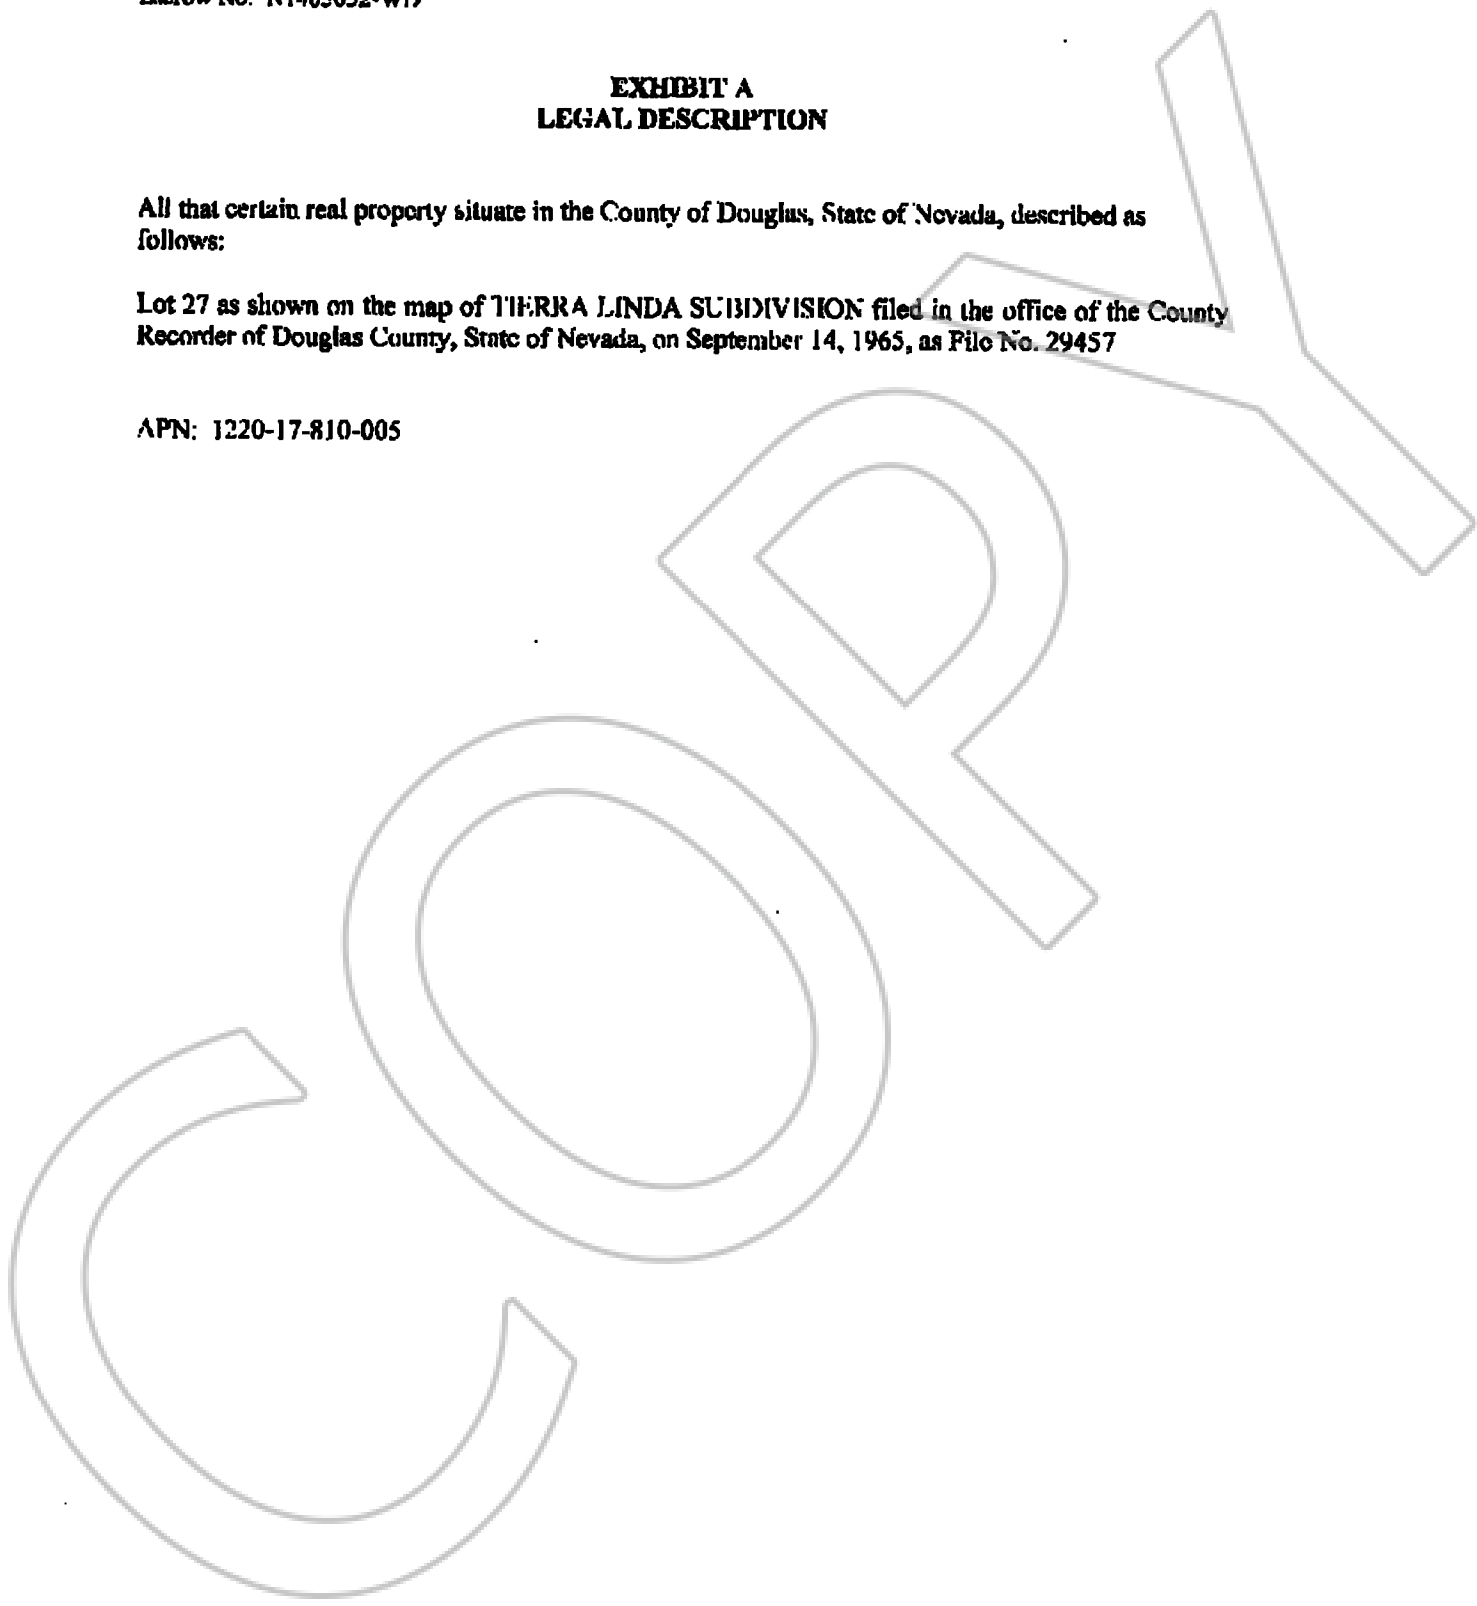 EXHIBIT A
LEGAL DESCRIPTION
All that certain real property situate in the County of Douglas, State of Nevada, described as
follows:
Lot 27 as shown on the map of TIERRA LINDA SUBDIVISION filed in the office of the County
Recorder of Douglas County, State of Nevada, on September 14, 1965, as File No. 29457
APN: 1220-17-810-005
COPY